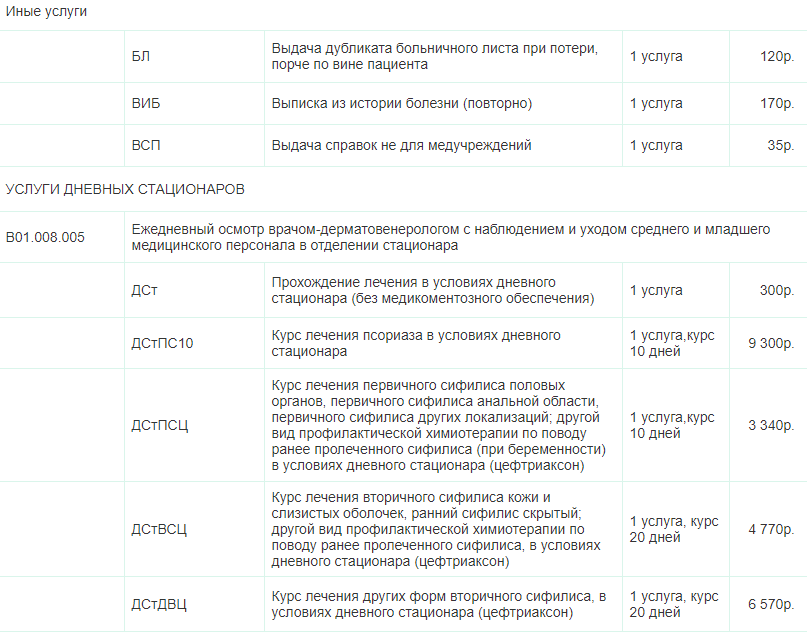 Иные услуги
БЛ
Выдача дубликата больничного листа при потери,
порче по вине пациента
1 услуга
120р.
ВИБ
Выписка из истории болезни (повторно)
1 услуга
170р.
ВСП
Выдача справок не для медучреждений
1 услуга
35р.
УСЛУГИ ДНЕВНЫХ СТАЦИОНАРОВ
B01.008.005
Ежедневный осмотр врачом-дерматовенерологом с наблюдением и уходом среднего и младшего
медицинского персонала в отделении стационара
ДСт
Прохождение лечения в условиях дневного
стационара (без медикоментозного обеспечения)
1 услуга
300р.
ДСтПС10
Курс лечения псориаза в условиях дневного
стационара
1 услуга,курс
10 дней
9 300р.
ДСтПСЦ
Курс лечения первичного сифилиса половых
органов, первичного сифилиса анальной области,
первичного сифилиса других локализаций; другой
вид профилактической химиотерапии по поводу
ранее пролеченного сифилиса (при беременности)
в условиях дневного стационара (цефтриаксон)
1 услуга,курс
10 дней
3 340р.
ДСтВСЦ
Курс лечения вторичного сифилиса кожи и
слизистых оболочек, ранний сифилис скрытый;
другой вид профилактической химиотерапии по
поводу ранее пролеченного сифилиса, в условиях
дневного стационара (цефтриаксон)
1 услуга, курс
20 дней
4 770р.
ДСтДВЦ
Курс лечения других форм вторичного сифилиса, в
условиях дневного стационара (цефтриаксон)
1 услуга, курс
20 дней
6 570р.